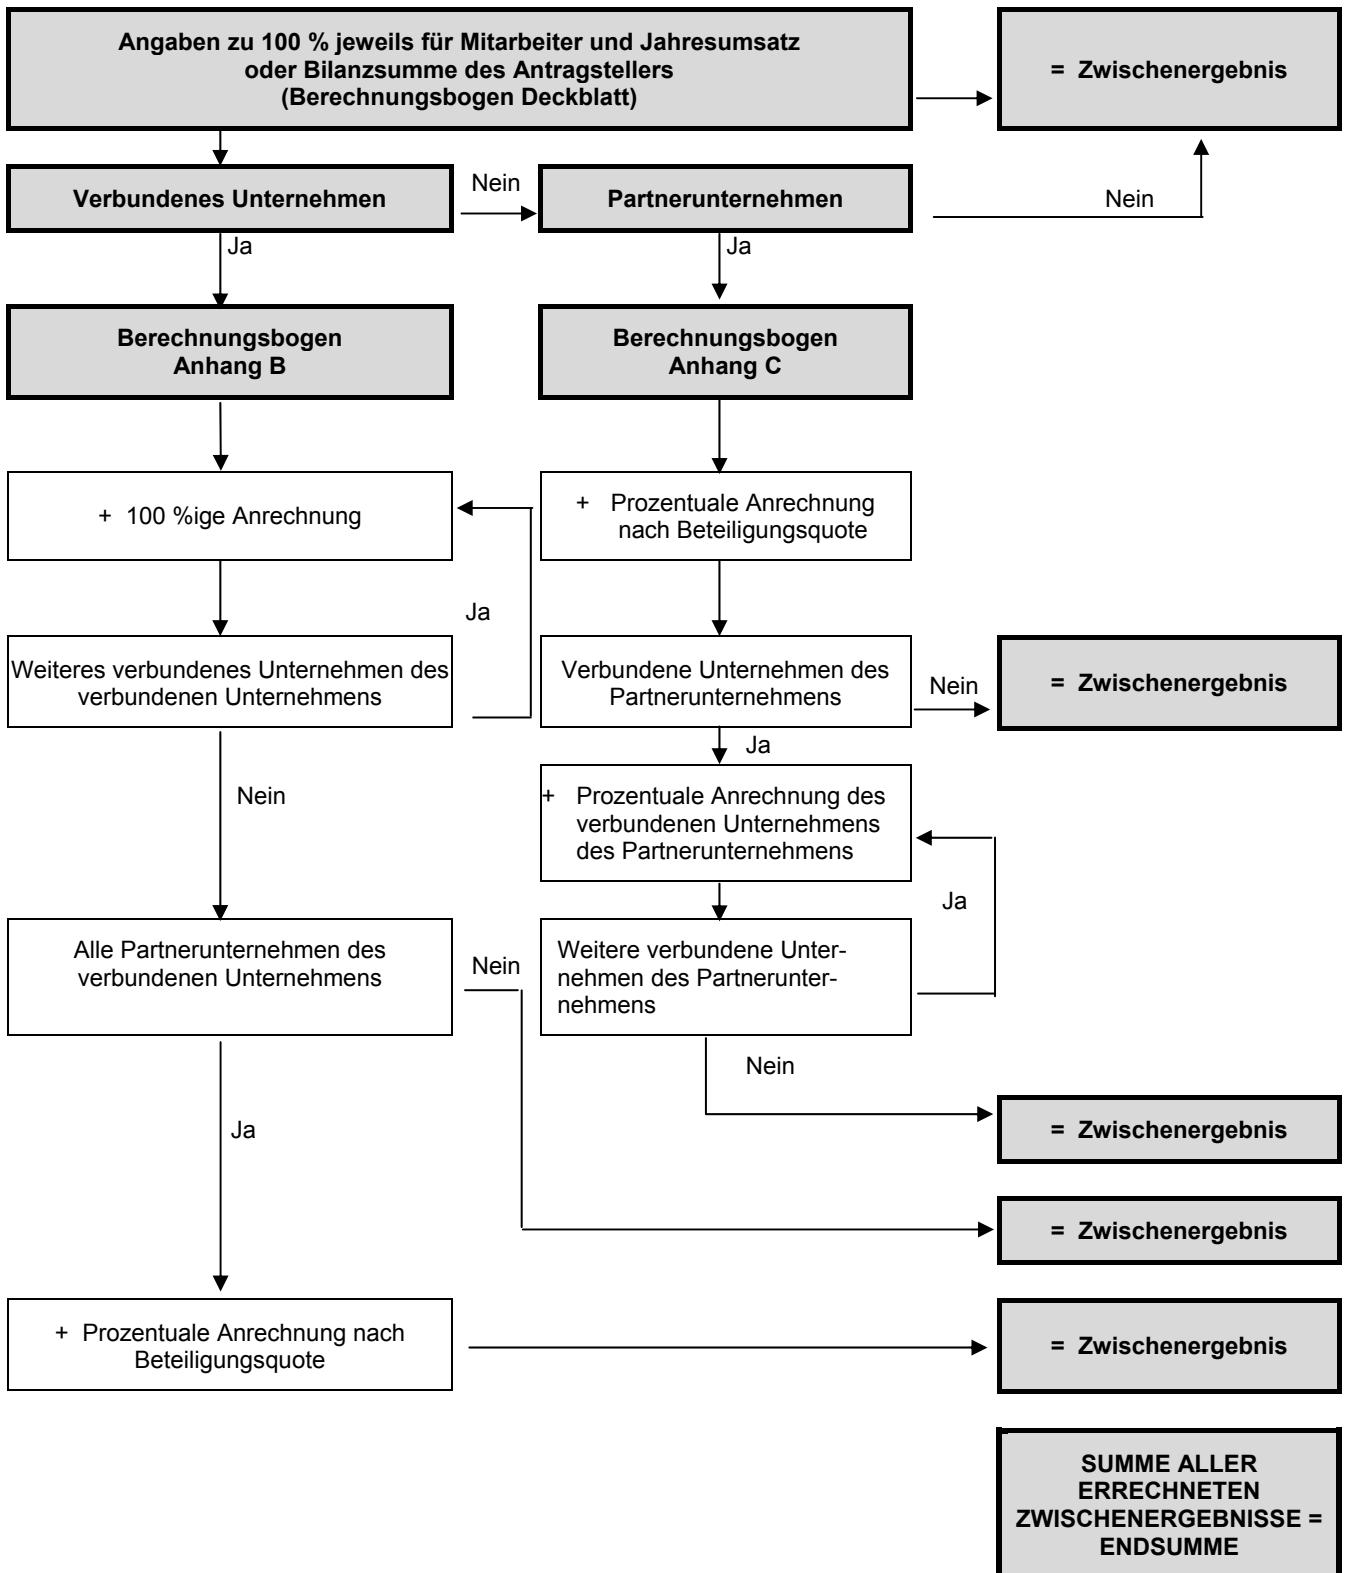 Angaben zu 100 % jeweils für Mitarbeiter und Jahresumsatz
oder Bilanzsumme des Antragstellers
(Berechnungsbogen Deckblatt)
= Zwischenergebnis
Verbundenes Unternehmen
Nein
Partnerunternehmen
Nein
Ja
Ja
Berechnungsbogen
Anhang B
Berechnungsbogen
Anhang C
+ 100 %ige Anrechnung
+ Prozentuale Anrechnung
nach Beteiligungsquote
Ja
Weiteres verbundenes Unternehmen des
verbundenen Unternehmens
Verbundene Unternehmen des
Partnerunternehmens
Nein
= Zwischenergebnis
Ja
Nein
+ Prozentuale Anrechnung des
verbundenen Unternehmens
des Partnerunternehmens
Ja
Alle Partnerunternehmen des
verbundenen Unternehmens
Nein
Weitere verbundene Unter-
nehmen des Partnerunter-
nehmens
Nein
Ja
= Zwischenergebnis
= Zwischenergebnis
+ Prozentuale Anrechnung nach
Beteiligungsquote
= Zwischenergebnis
SUMME ALLER
ERRECHNETEN
ZWISCHENERGEBNISSE =
ENDSUMME